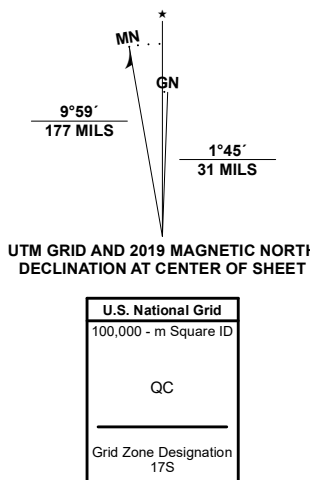 ★
MN
GN
9°59´
177 MILS
1°45´
31 MILS
UTM GRID AND 2019 MAGNETIC NORTH
DECLINATION AT CENTER OF SHEET
U.S. National Grid
100,000 - m Square ID
QC
Grid Zone Designation
17S